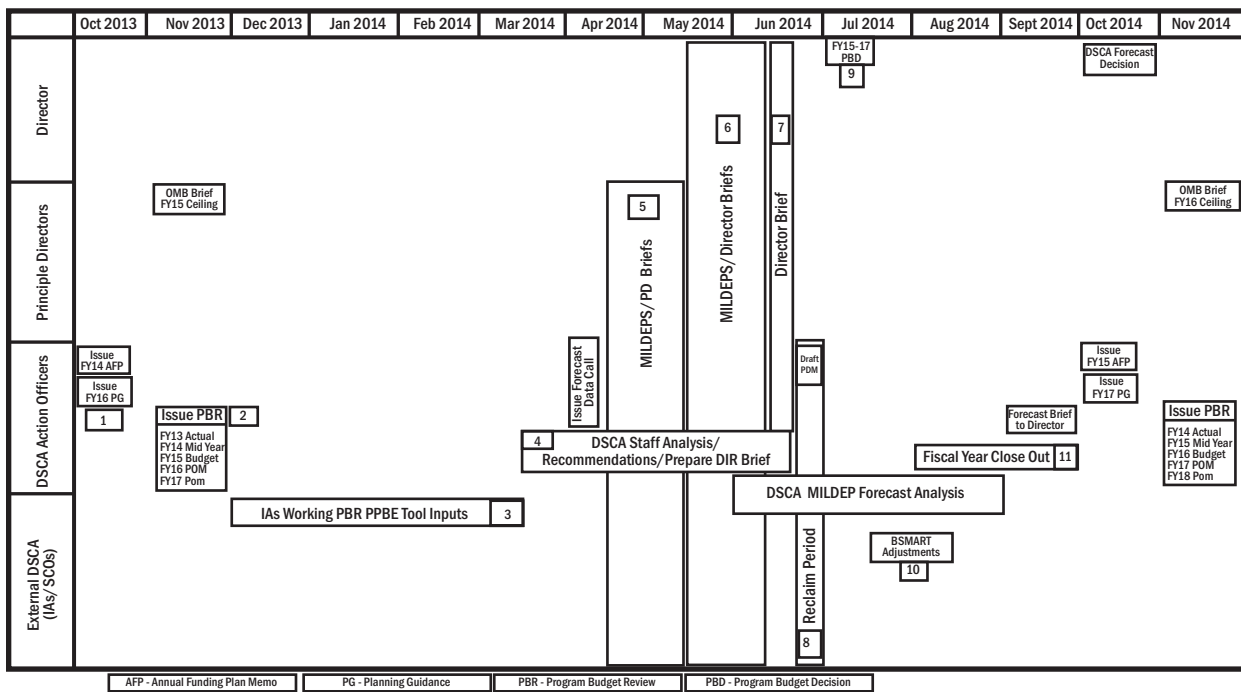 Oct 2013
Nov 2013
Dec 2013
Jan 2014
Feb 2014
Mar 2014
Apr 2014
May 2014
Jun 2014
Jul 2014
Aug 2014
Sept 2014
Oct 2014
Nov 2014
Director
FY15-17
PBD
9
DSCA Forecast
Decision
6
7
Principle Directors
OMB Brief
FY15 Ceiling
5
MILDEPS/ PD Briefs
MILDEPS/ Director Briefs
Director Brief
OMB Brief
FY16 Ceiling
DSCA Action Officers
Issue
FY14 AFP
Issue
FY16 PG
1
Issue PBR
2
FY13 Actual
FY14 Mid Year
FY15 Budget
FY16 POM
FY17 Pom
Issue Forecast
Data Call
4
DSCA Staff Analysis/
Recommendations/Prepare DIR Brief
Draft
PDM
Forecast Brief
to Director
Fiscal Year Close Out
11
Issue
FY15 AFP
Issue
FY17 PG
Issue PBR
FY14 Actual
FY15 Mid Year
FY16 Budget
FY17 POM
FY18 Pom
DSCA MILDEP Forecast Analysis
External DSCA
(IAs/ SCOs)
IAs Working PBR PPBE Tool Inputs
3
Reclaim Period
8
BSMART
Adjustments
10
AFP - Annual Funding Plan Memo
PG - Planning Guidance
PBR - Program Budget Review
PBD - Program Budget Decision